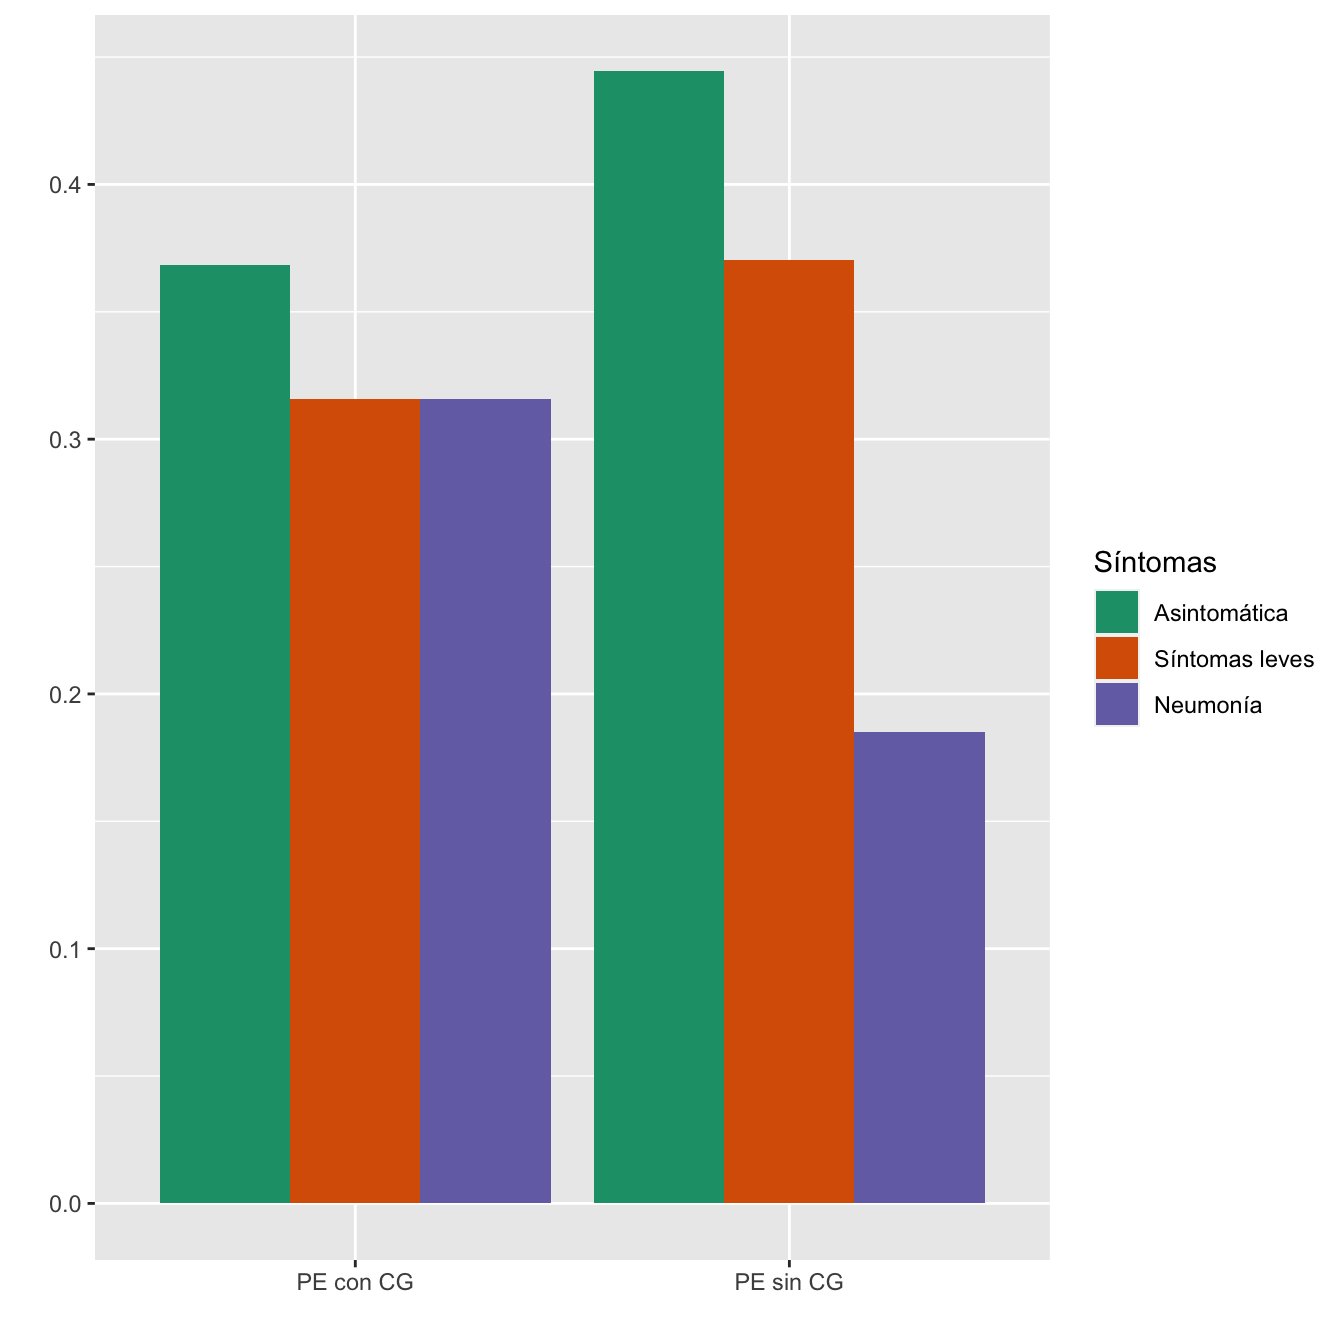 0.4
0.3
0.2
0.1
0.0
PE con CG
PE sin CG
Síntomas
Asintomática
Síntomas leves
Neumonía